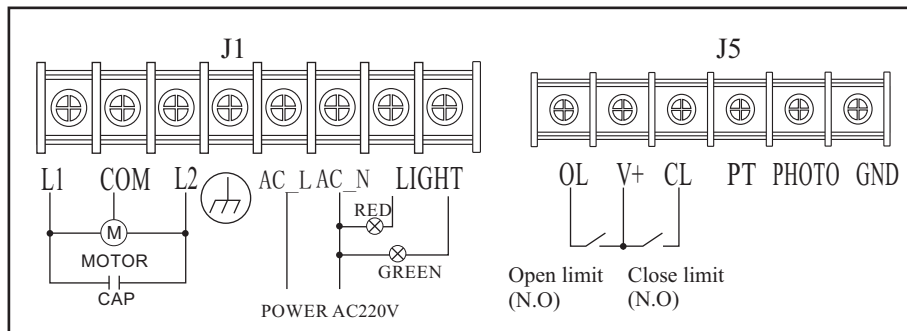 J1
J5
L1 COM L2 AC_L AC_N LIGHT
OL V+ CL PT PHOTO GND
RED
M
MOTOR
GREEN
CAP
POWER AC220V
Open limit
(N.O)
Close limit
(N.O)